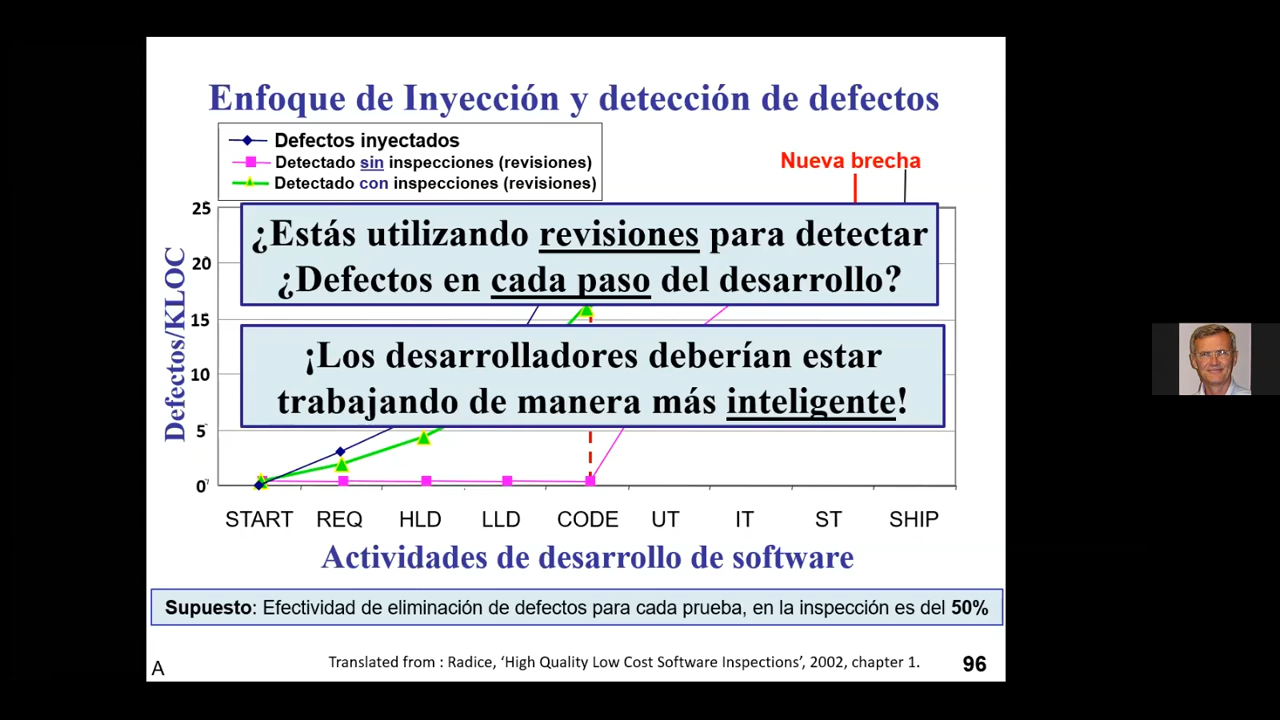 Enfoque de Inyección y detección de defectos
Defectos inyectados
Detectado sin inspecciones (revisiones)
Detectado con inspecciones (revisiones)
Nueva brecha
25
20
15
10
5
0
Defectos/KLOC
¿Estás utilizando revisiones para detectar
¿Defectos en cada paso del desarrollo?
¡Los desarrolladores deberían estar
trabajando de manera más inteligente!
START REQ HLD LLD CODE UT IT ST SHIP
Actividades de desarrollo de software
Supuesto: Efectividad de eliminación de defectos para cada prueba, en la inspección es del 50%
A
Translated from : Radice, ‘High Quality Low Cost Software Inspections’, 2002, chapter 1.
96